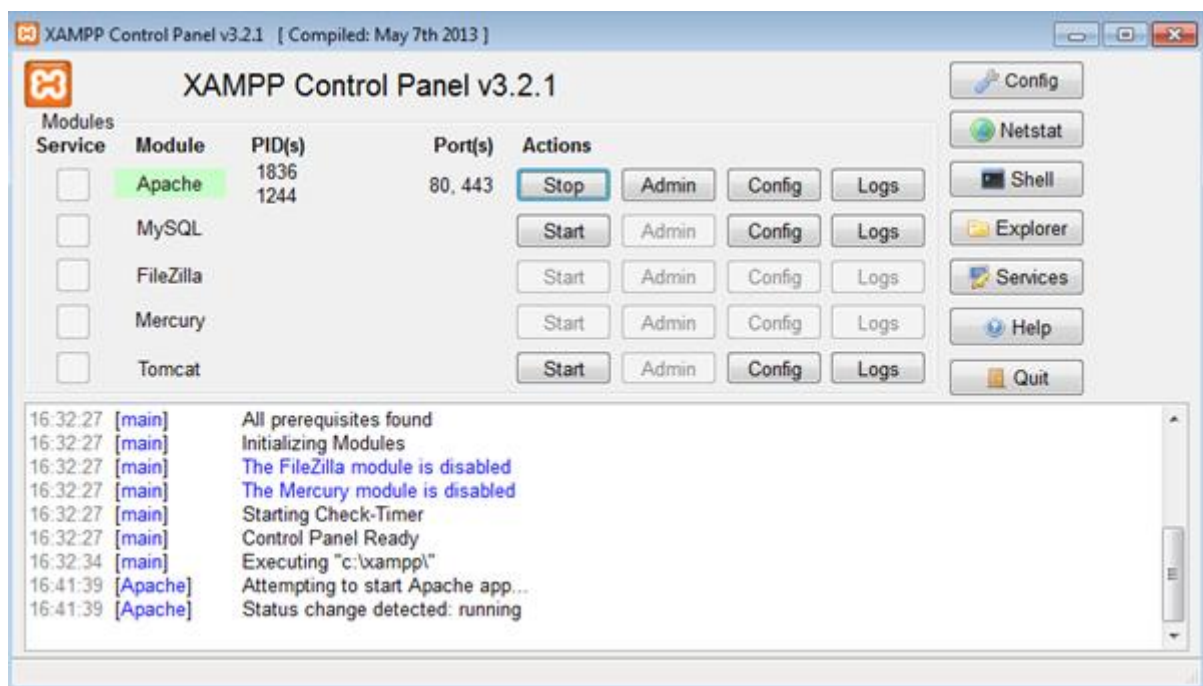 XAMPP Control Panel v3.2.1 [ Compiled: May 7th 2013 ]
XAMPP Control Panel v3.2.1
Config
Modules
Netstat
Service Module PID(s) Port(s) Actions
Apache 1836 1244 80, 443 Stop Admin Config Logs
Shell
MySQL Start Admin Config Logs
Explorer
FileZilla Start Admin Config Logs
Services
Mercury Start Admin Config Logs
Help
Tomcat Start Admin Config Logs
Quit
16:32:27 [main] All prerequisites found
16:32:27 [main] Initializing Modules
16:32:27 [main] The FileZilla module is disabled
16:32:27 [main] The Mercury module is disabled
16:32:27 [main] Starting Check-Timer
16:32:27 [main] Control Panel Ready
16:32:34 [main] Executing "c:\xampp\"
16:41:39 [Apache] Attempting to start Apache app...
16:41:39 [Apache] Status change detected: running